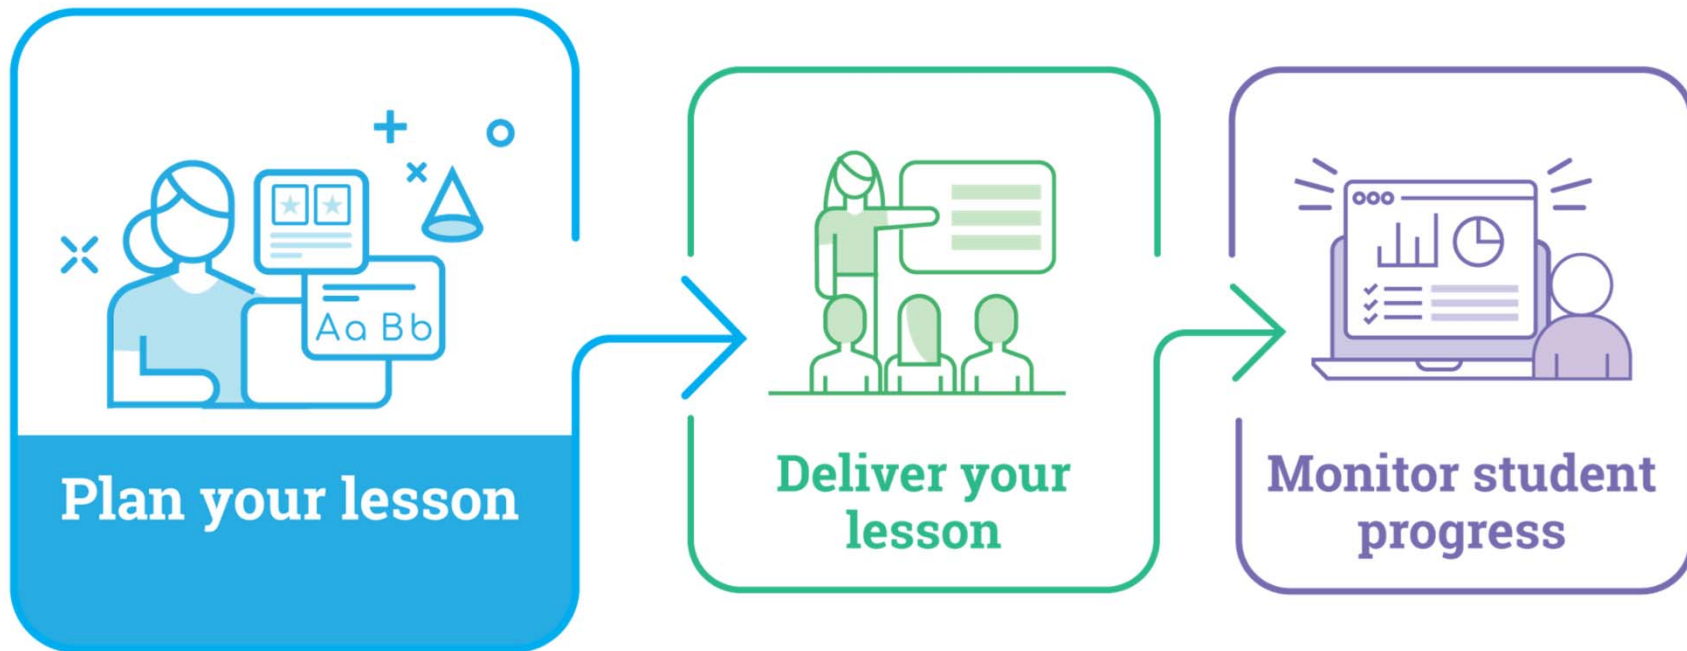 Aa Bb
Plan your lesson
Deliver your
lesson
Monitor student
progress